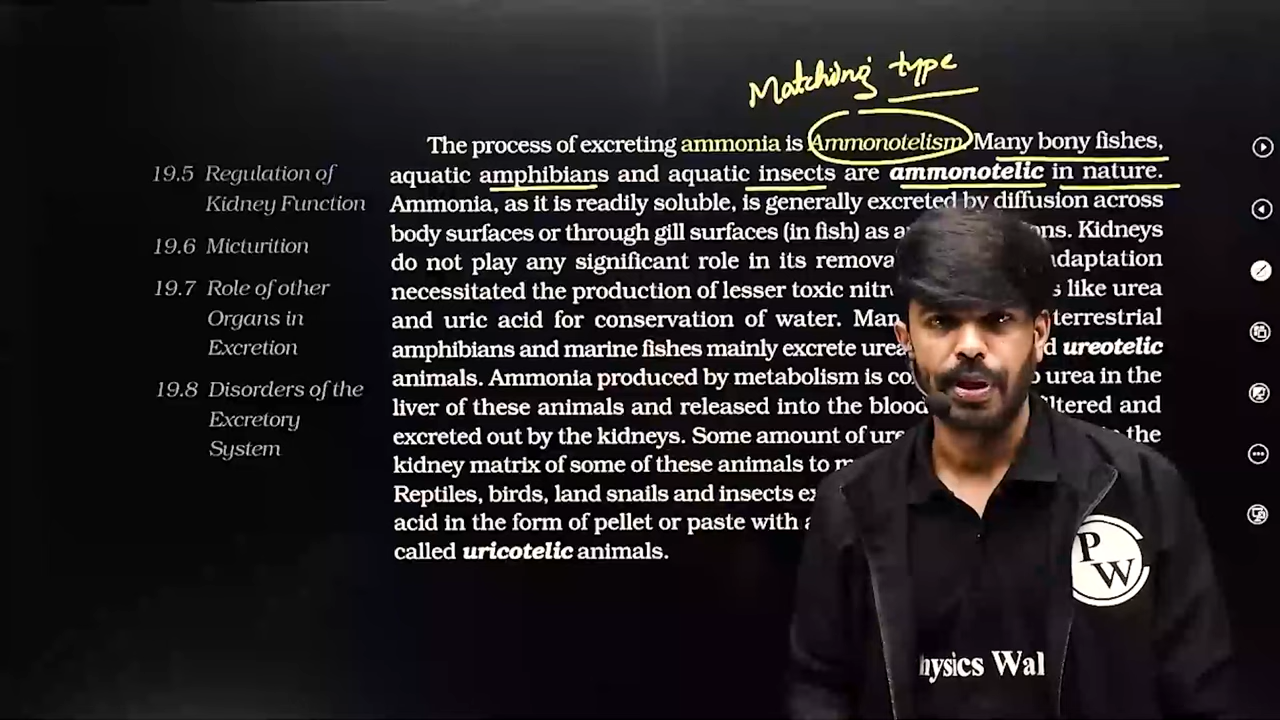 Matching type
The process of excreting ammonia is Ammonotelism. Many bony fishes,
aquatic amphibians and aquatic insects are ammonotelic in nature.
Ammonia, as it is readily soluble, is generally excreted by diffusion across
body surfaces or through gill surfaces (in fish) as ons. Kidneys
do not play any significant role in its remova adaptation
necessitated the production of lesser toxic nitr s like urea
and uric acid for conservation of water. Mam terrestrial
amphibians and marine fishes mainly excrete urea d ureotelic
animals. Ammonia produced by metabolism is co o urea in the
liver of these animals and released into the blood iltered and
excreted out by the kidneys. Some amount of ure the
kidney matrix of some of these animals to m
Reptiles, birds, land snails and insects ex
acid in the form of pellet or paste with a
called uricotelic animals.
19.5 Regulation of
Kidney Function
19.6 Micturition
19.7 Role of other
Organs in
Excretion
19.8 Disorders of the
Excretory
System
P
W
hysics Wal